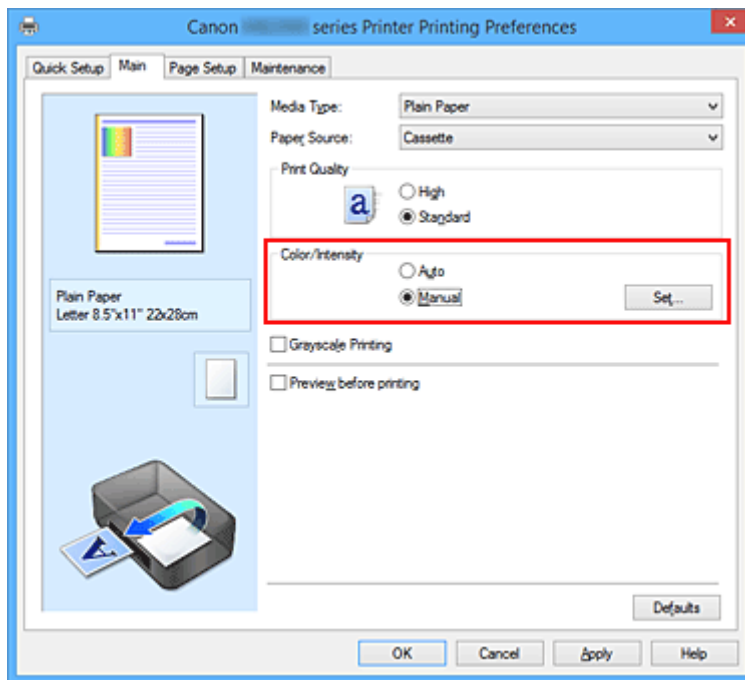 Canon series Printer Printing Preferences
Quick Setup Main Page Setup Maintenance
Media Type: Plain Paper
Paper Source: Cassette
Print Quality
a
High
Standard
Color/Intensity
Auto
Manual
Set...
Plain Paper
Letter 8.5"x11" 22x28cm
Grayscale Printing
Preview before printing
A
Defaults
OK Cancel Apply Help